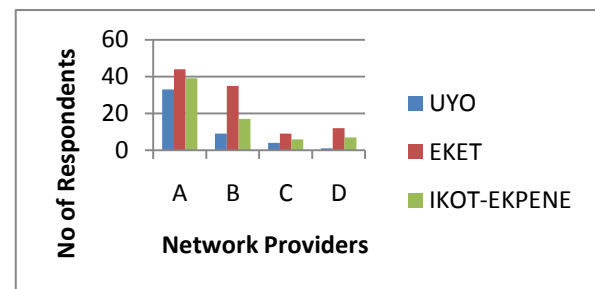 No of Respondents
60
40
20
0
A B C D
Network Providers
UYO
EKET
IKOT-EKPENE